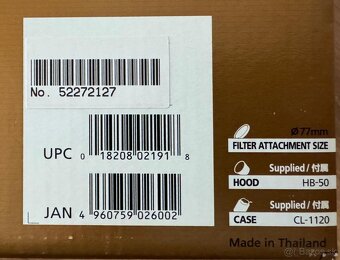 No. 52272127
UPC 0 18208 02191 8
JAN 4 960759 026002
Ø77mm
FILTER ATTACHMENT SIZE
Supplied / 付属
HOOD HB-50
Supplied / 付属
CASE CL-1120
Made in Thailand